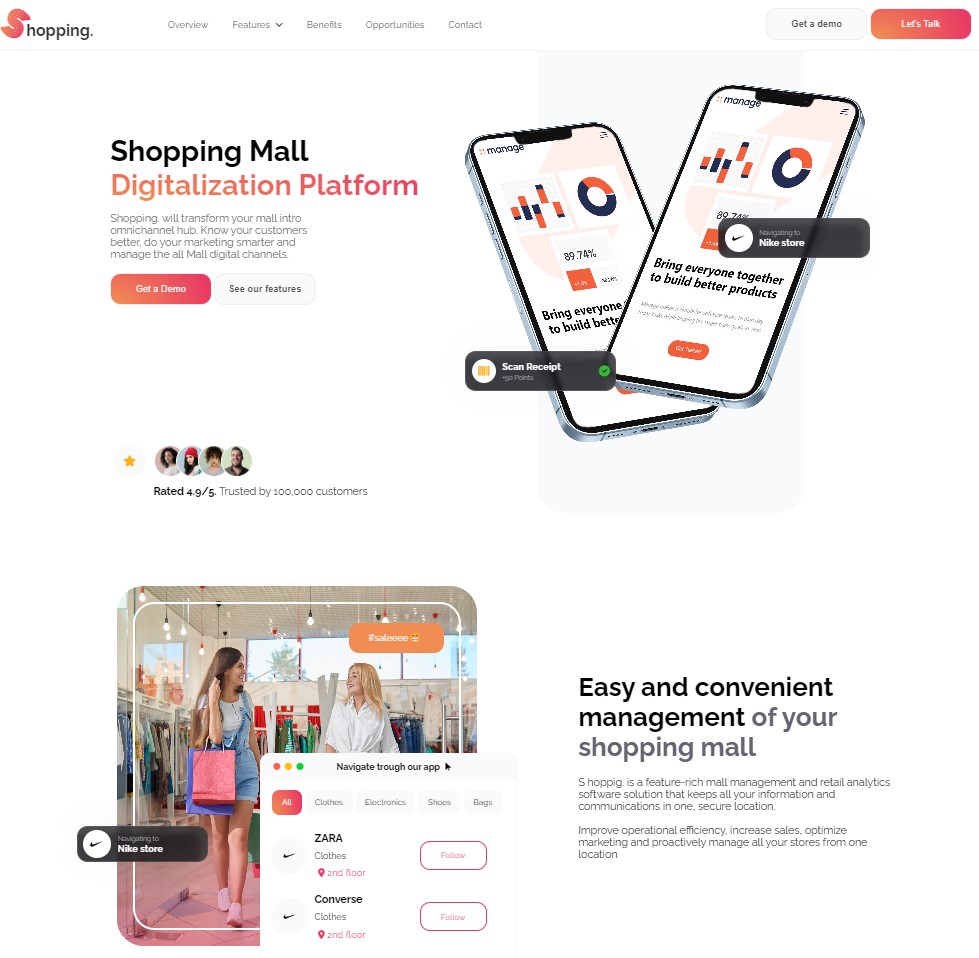 Shopping.
Overview
Features
Benefits
Opportunities
Contact
Get a demo
Let's Talk
Shopping Mall
Digitalization Platform
Shopping. will transform your mall intro
omnichannel hub. Know your customers
better, do your marketing smarter and
manage the all Mall digital channels.
Get a Demo
See our features
manage
89.74%
Bring everyone
to build bette
manage
89.74%
Bring everyone together
to build better products
Get Started
Navigating to
Nike store
Scan Receipt
+50 Points
Rated 4.9/5. Trusted by 100,000 customers
#saleeee
Navigate trough our app
All
Clothes
Electronics
Shoes
Bags
ZARA
Clothes
2nd floor
Follow
Converse
Clothes
2nd floor
Follow
Navigating to
Nike store
Easy and convenient
management of your
shopping mall
S hoppig. is a feature-rich mall management and retail analytics
software solution that keeps all your information and
communications in one, secure location.
Improve operational efficiency, increase sales, optimize
marketing and proactively manage all your stores from one
location